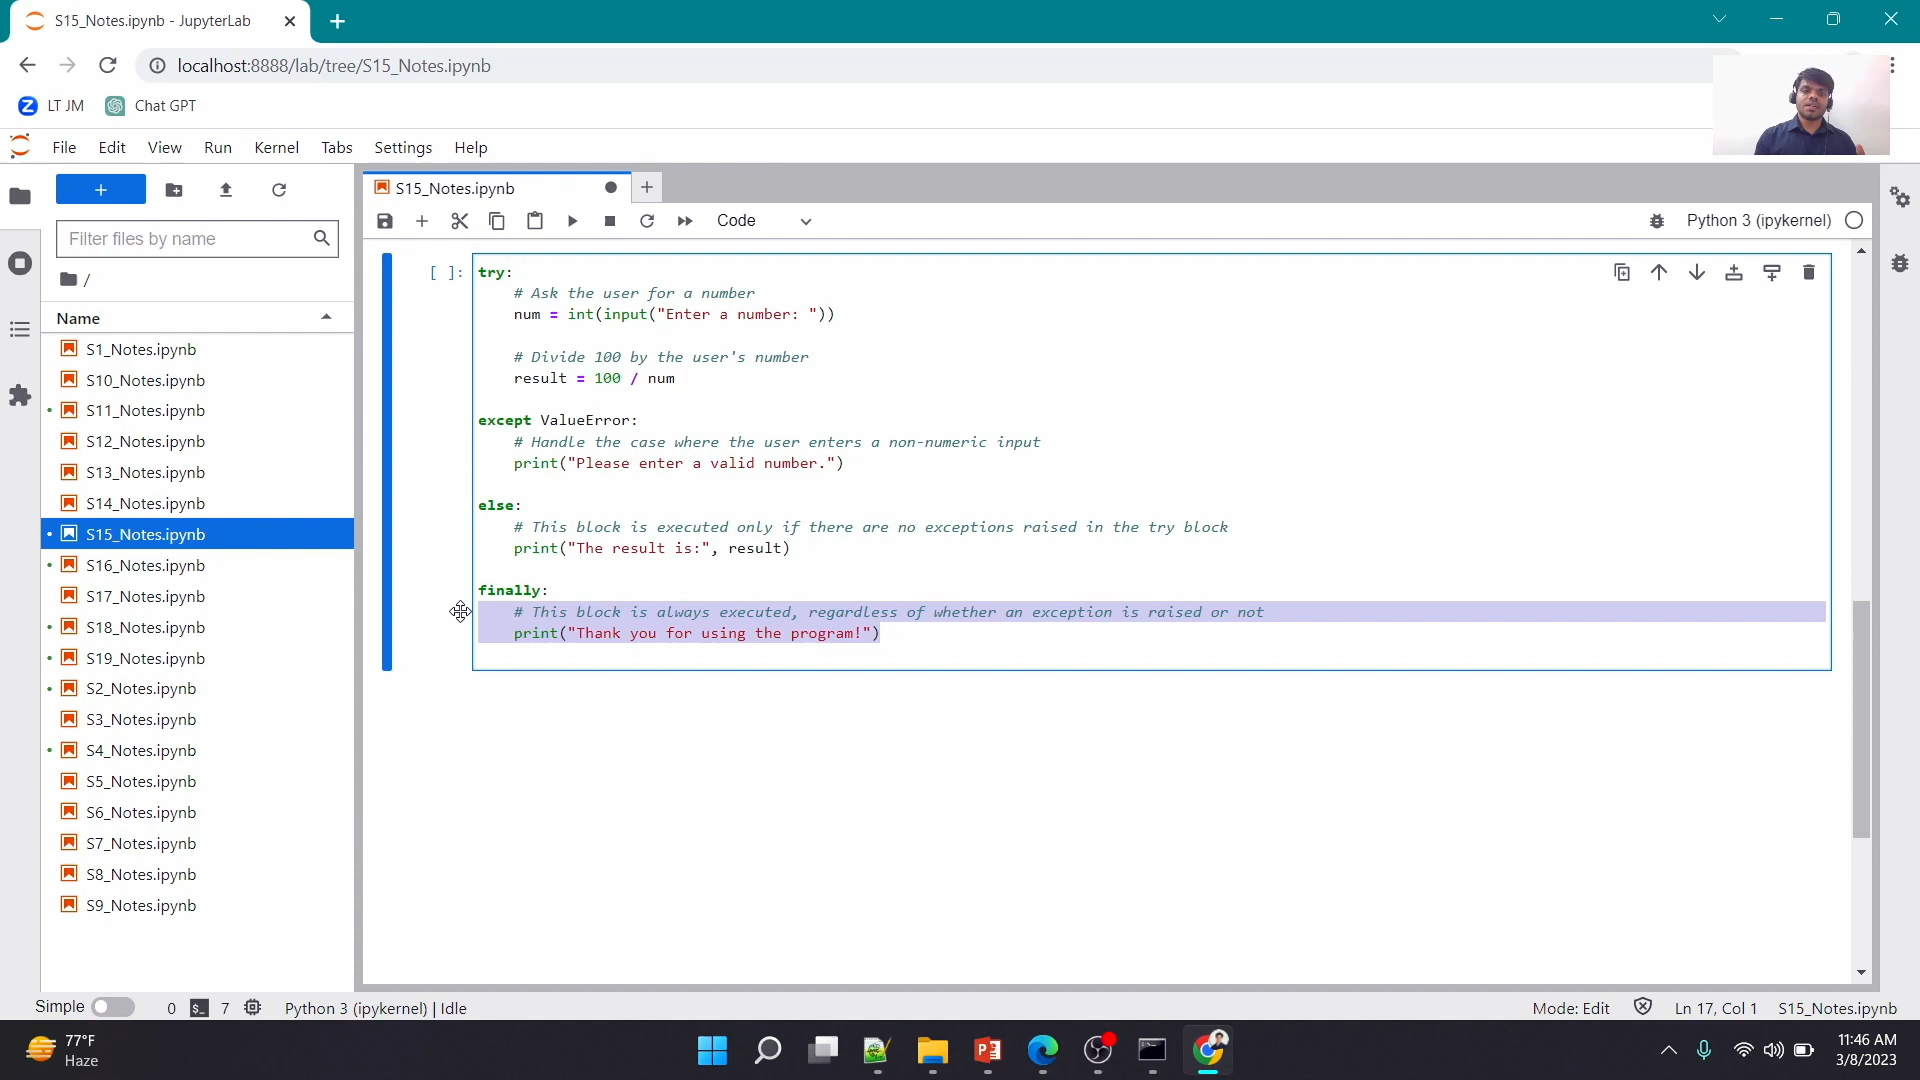 S15_Notes.ipynb - JupyterLab
localhost:8888/lab/tree/S15_Notes.ipynb
LT JM
Chat GPT
File
Edit
View
Run
Kernel
Tabs
Settings
Help
S15_Notes.ipynb
Code
Python 3 (ipykernel)
Filter files by name
/
Name
S1_Notes.ipynb
S10_Notes.ipynb
S11_Notes.ipynb
S12_Notes.ipynb
S13_Notes.ipynb
S14_Notes.ipynb
S15_Notes.ipynb
S16_Notes.ipynb
S17_Notes.ipynb
S18_Notes.ipynb
S19_Notes.ipynb
S2_Notes.ipynb
S3_Notes.ipynb
S4_Notes.ipynb
S5_Notes.ipynb
S6_Notes.ipynb
S7_Notes.ipynb
S8_Notes.ipynb
S9_Notes.ipynb
[ ]: try:
# Ask the user for a number
num = int(input("Enter a number: "))
# Divide 100 by the user's number
result = 100 / num
except ValueError:
# Handle the case where the user enters a non-numeric input
print("Please enter a valid number.")
else:
# This block is executed only if there are no exceptions raised in the try block
print("The result is:", result)
finally:
# This block is always executed, regardless of whether an exception is raised or not
print("Thank you for using the program!")
Simple
0
7
Python 3 (ipykernel) | Idle
Mode: Edit
Ln 17, Col 1
S15_Notes.ipynb
77°F
Haze
11:46 AM
3/8/2023